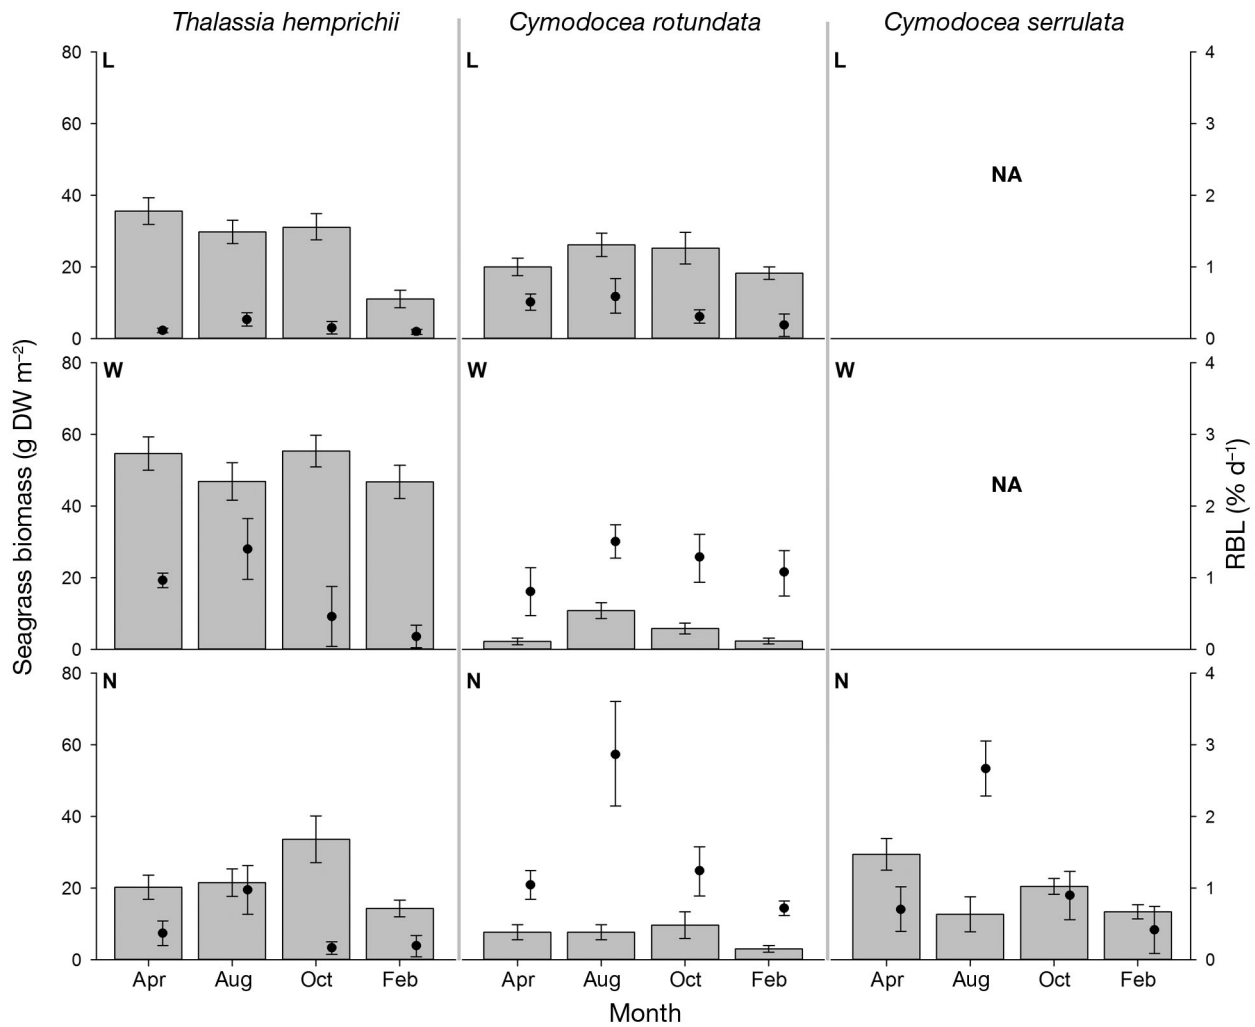 Thalassia hemprichii Cymodocea rotundata Cymodocea serrulata
80 L L L 4
60 3
NA
40 2
20 1
0 0
80 W W W 4
60 3
NA
40 2
20 1
0 0
80 N N N 4
60 3
40 2
20 1
0 0
Apr Aug Oct Feb Apr Aug Oct Feb Apr Aug Oct Feb
Month
Seagrass biomass (g DW m⁻²)
RBL (% d⁻¹)